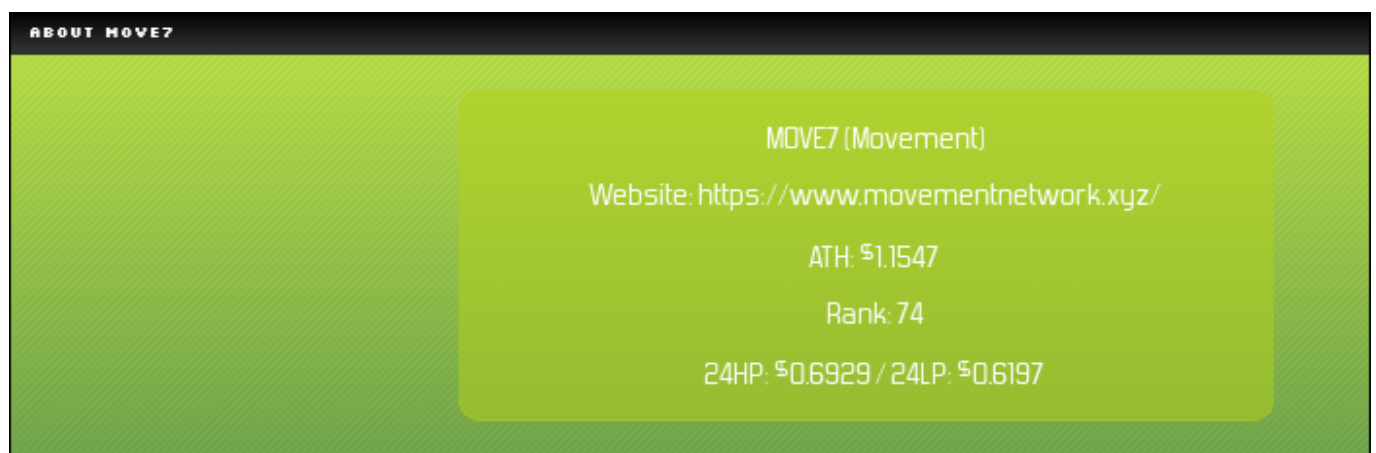 ABOUT MOVE7
MOVE7 (Movement)
Website: https://www.movementnetwork.xyz/
ATH: $1.1547
Rank: 74
24HP: $0.6929 / 24LP: $0.6197